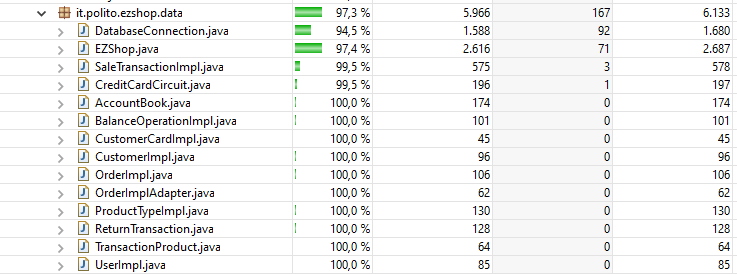 it.polito.ezshop.data 97,3 % 5.966 167 6.133
DatabaseConnection.java 94,5 % 1.588 92 1.680
EZShop.java 97,4 % 2.616 71 2.687
SaleTransactionImpl.java 99,5 % 575 3 578
CreditCardCircuit.java 99,5 % 196 1 197
AccountBook.java 100,0 % 174 0 174
BalanceOperationImpl.java 100,0 % 101 0 101
CustomerCardImpl.java 100,0 % 45 0 45
CustomerImpl.java 100,0 % 96 0 96
OrderImpl.java 100,0 % 106 0 106
OrderImplAdapter.java 100,0 % 62 0 62
ProductTypeImpl.java 100,0 % 130 0 130
ReturnTransaction.java 100,0 % 128 0 128
TransactionProduct.java 100,0 % 64 0 64
UserImpl.java 100,0 % 85 0 85